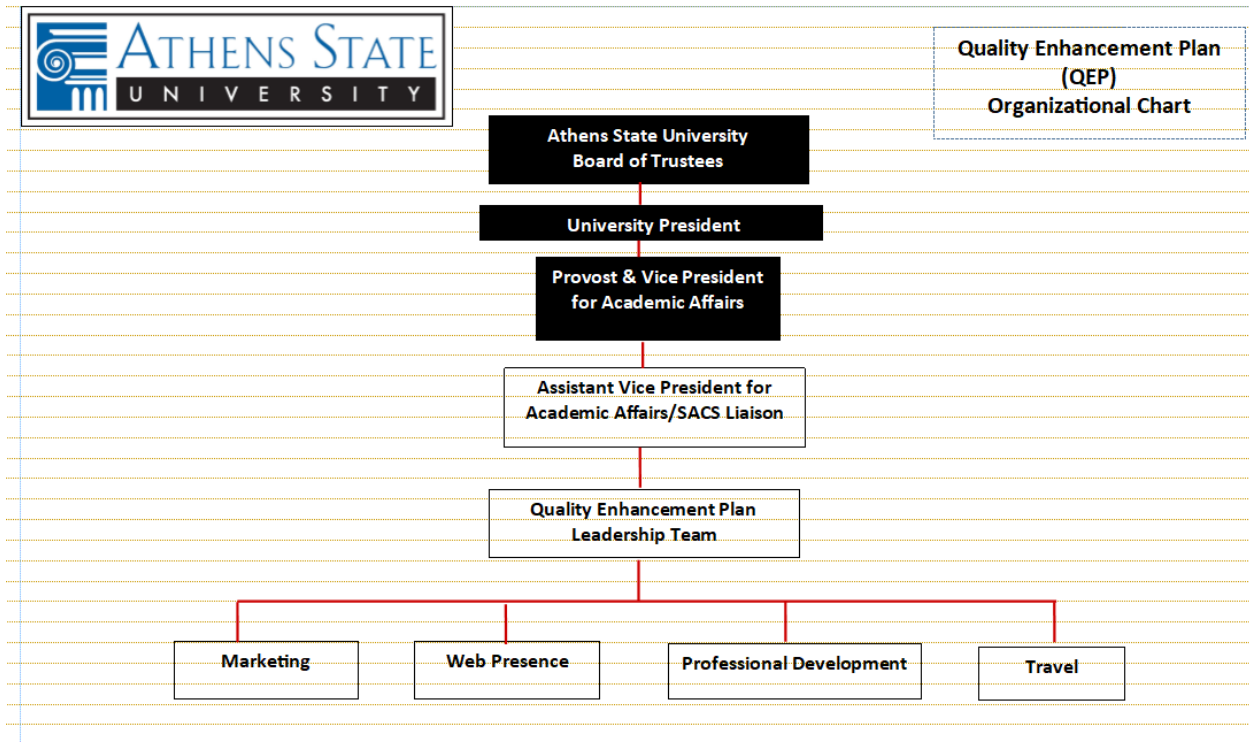 ATHENS STATE
UNIVERSITY
Quality Enhancement Plan
(QEP)
Organizational Chart
Athens State University
Board of Trustees
University President
Provost & Vice President
for Academic Affairs
Assistant Vice President for
Academic Affairs/SACS Liaison
Quality Enhancement Plan
Leadership Team
Marketing
Web Presence
Professional Development
Travel